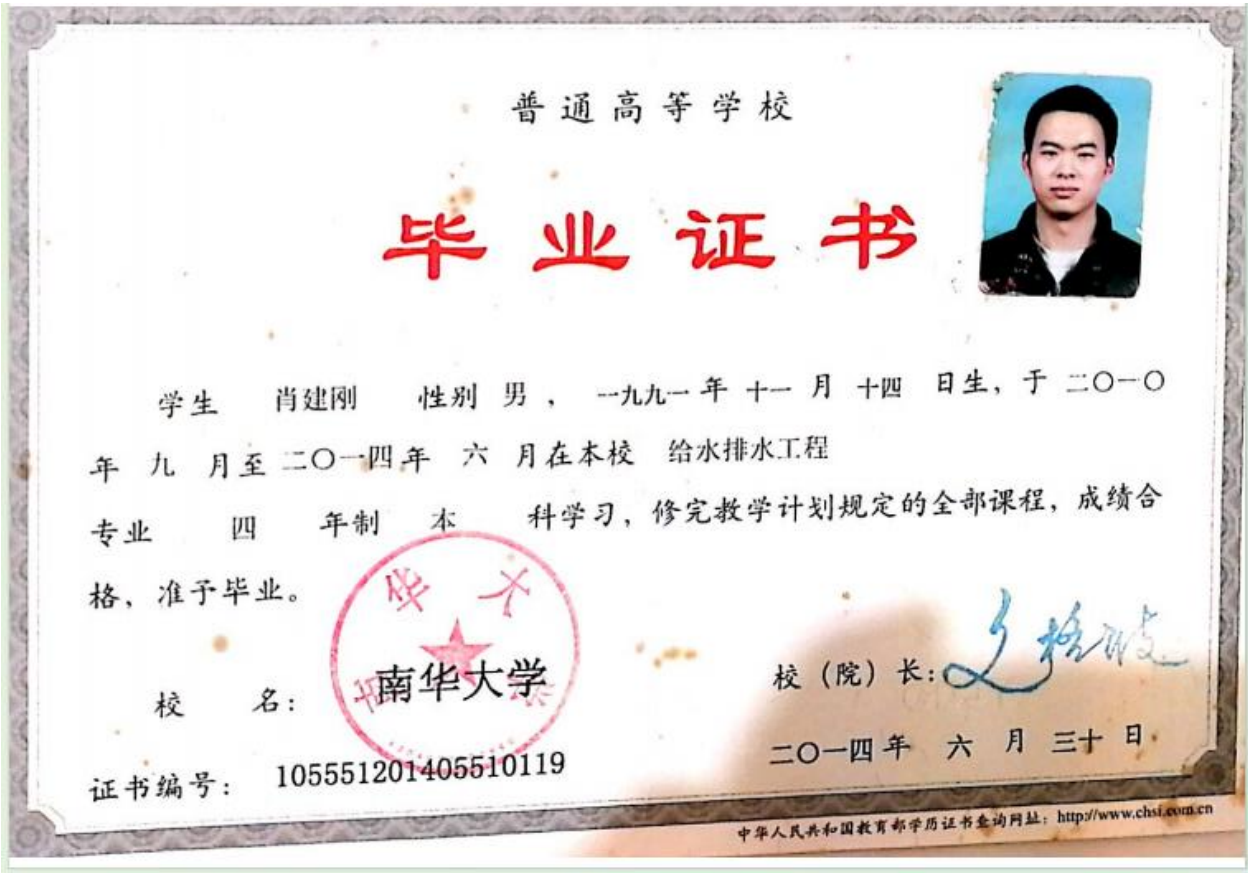 普通高等学校
毕业证书
学生 肖建刚 性别 男 ， 一九九一 年 十一 月 十四 日生，于 二〇一〇
年 九 月至 二〇一四 年 六 月在本校 给水排水工程
专业 四 年制 本 科学习，修完教学计划规定的全部课程，成绩合
格，准予毕业。
南华大学
校 名： 南华大学
校（院）长：
二〇一四 年 六 月 三十 日
证书编号： 105551201405510119
中华人民共和国教育部学历证书查询网址：http://www.chsi.com.cn